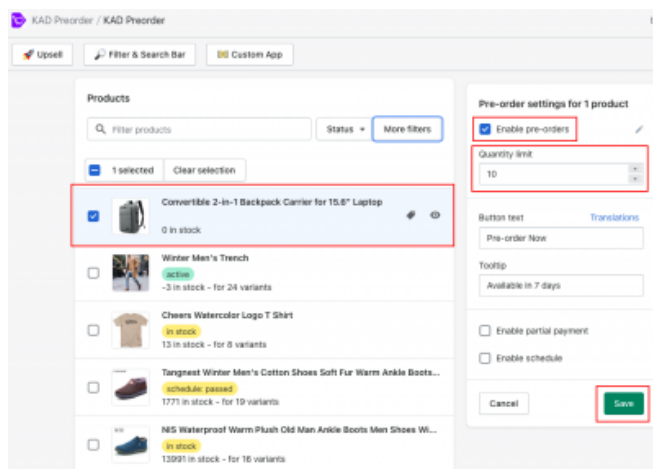 KAD Preorder / KAD Preorder
Upsell
Filter & Search Bar
Custom App
Products
Filter products
Status
More filters
1 selected
Clear selection
Convertible 2-in-1 Backpack Carrier for 15.6" Laptop
0 in stock
Winter Men's Trench
active
-3 in stock - for 24 variants
Cheers Watercolor Logo T Shirt
in stock
13 in stock - for 8 variants
Tangnest Winter Men's Cotton Shoes Soft Fur Warm Ankle Boots...
schedule: passed
1771 in stock - for 19 variants
NIS Waterproof Warm Plush Old Man Ankle Boots Men Shoes Wi...
in stock
13991 in stock - for 16 variants
Pre-order settings for 1 product
Enable pre-orders
Quantity limit
10
Button text
Translations
Pre-order Now
Tooltip
Available in 7 days
Enable partial payment
Enable schedule
Cancel
Save